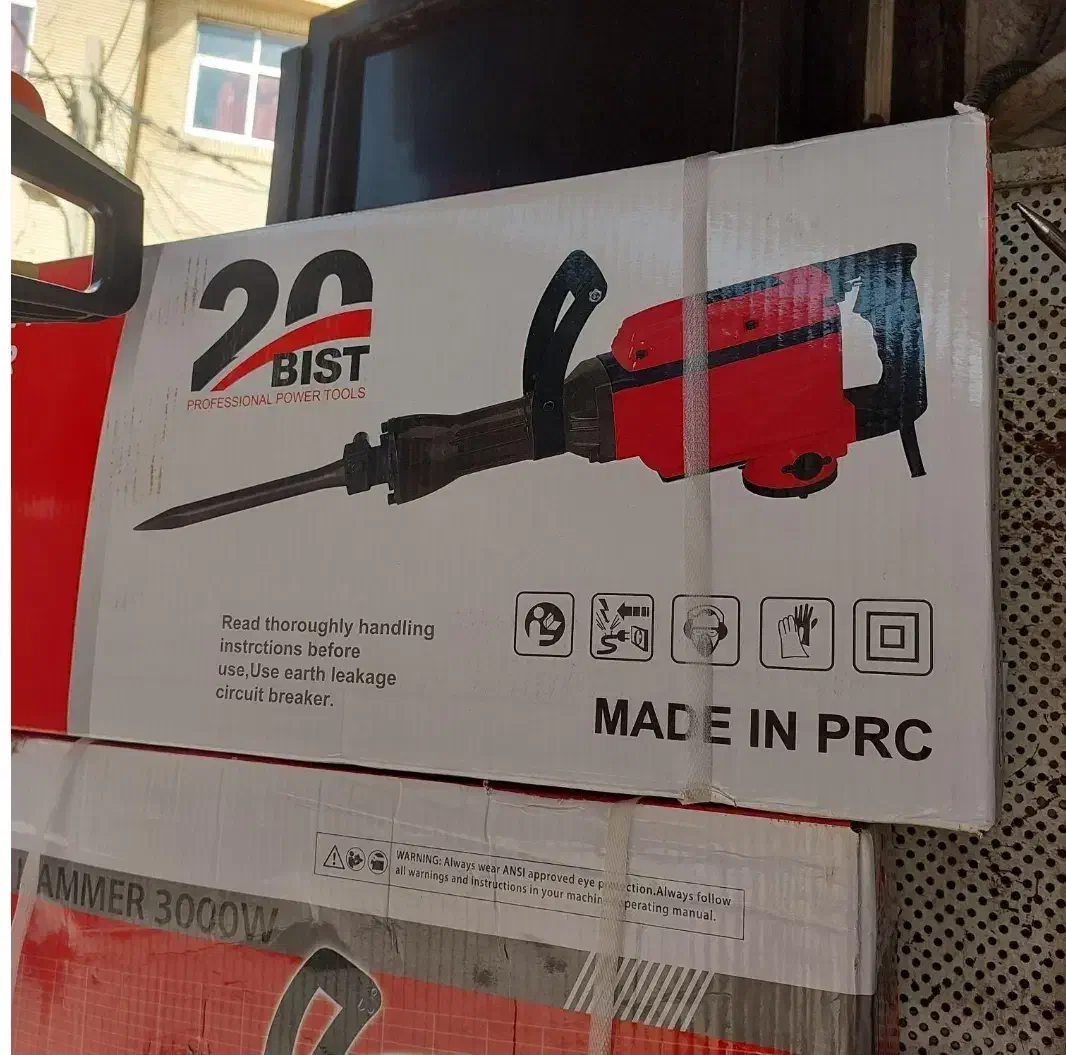 20
BIST
PROFESSIONAL POWER TOOLS
Read thoroughly handling
instrctions before
use,Use earth leakage
circuit breaker.
MADE IN PRC
WARNING: Always wear ANSI approved eye protection.Always follow
all warnings and instructions in your machine operating manual.
HAMMER 3000W